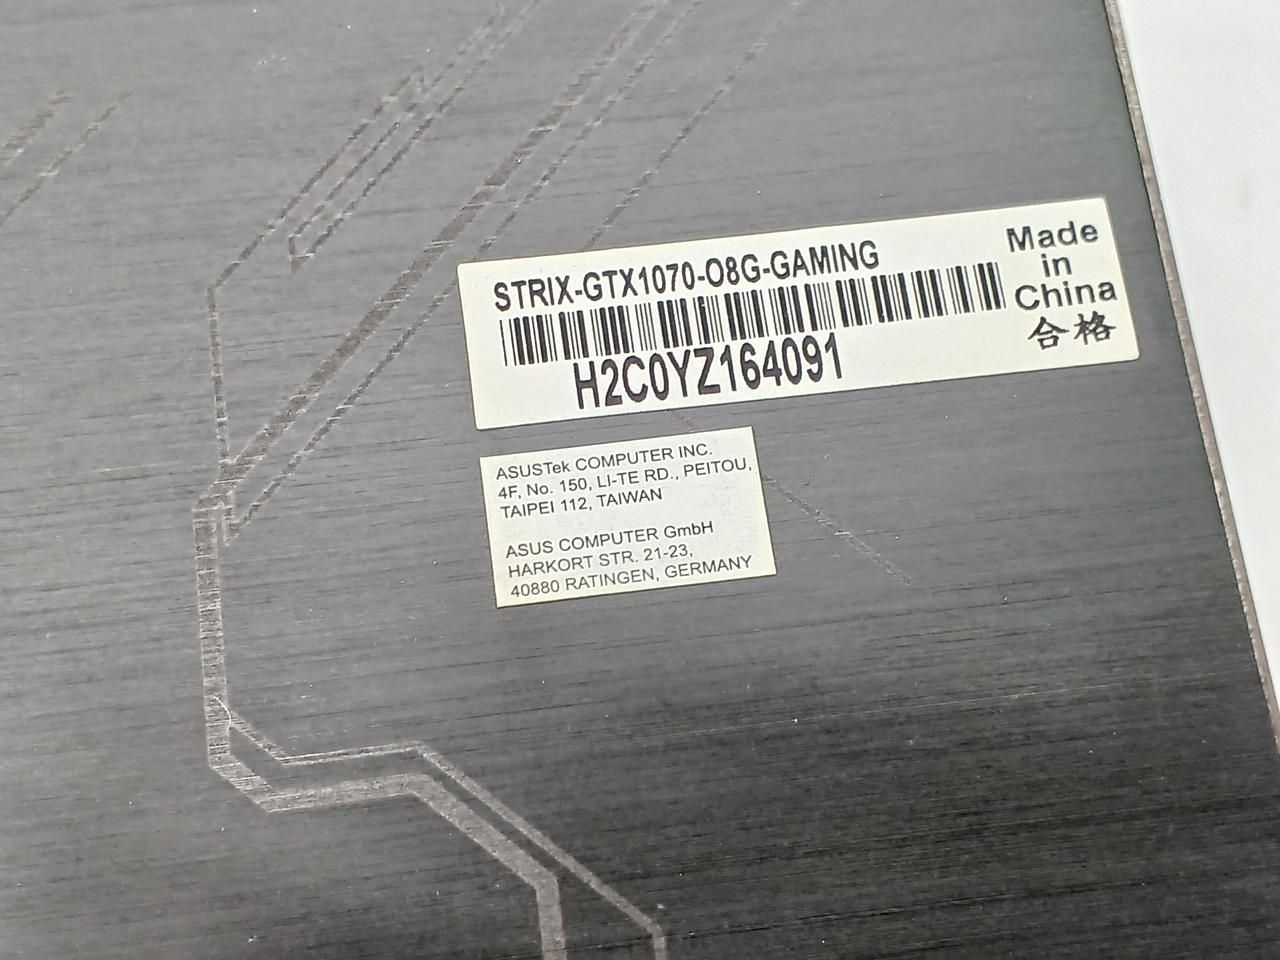 STRIX-GTX1070-O8G-GAMING
H2C0YZ164091
Made
in
China
合格
ASUSTek COMPUTER INC.
4F, No. 150, LI-TE RD., PEITOU,
TAIPEI 112, TAIWAN
ASUS COMPUTER GmbH
HARKORT STR. 21-23,
40880 RATINGEN, GERMANY